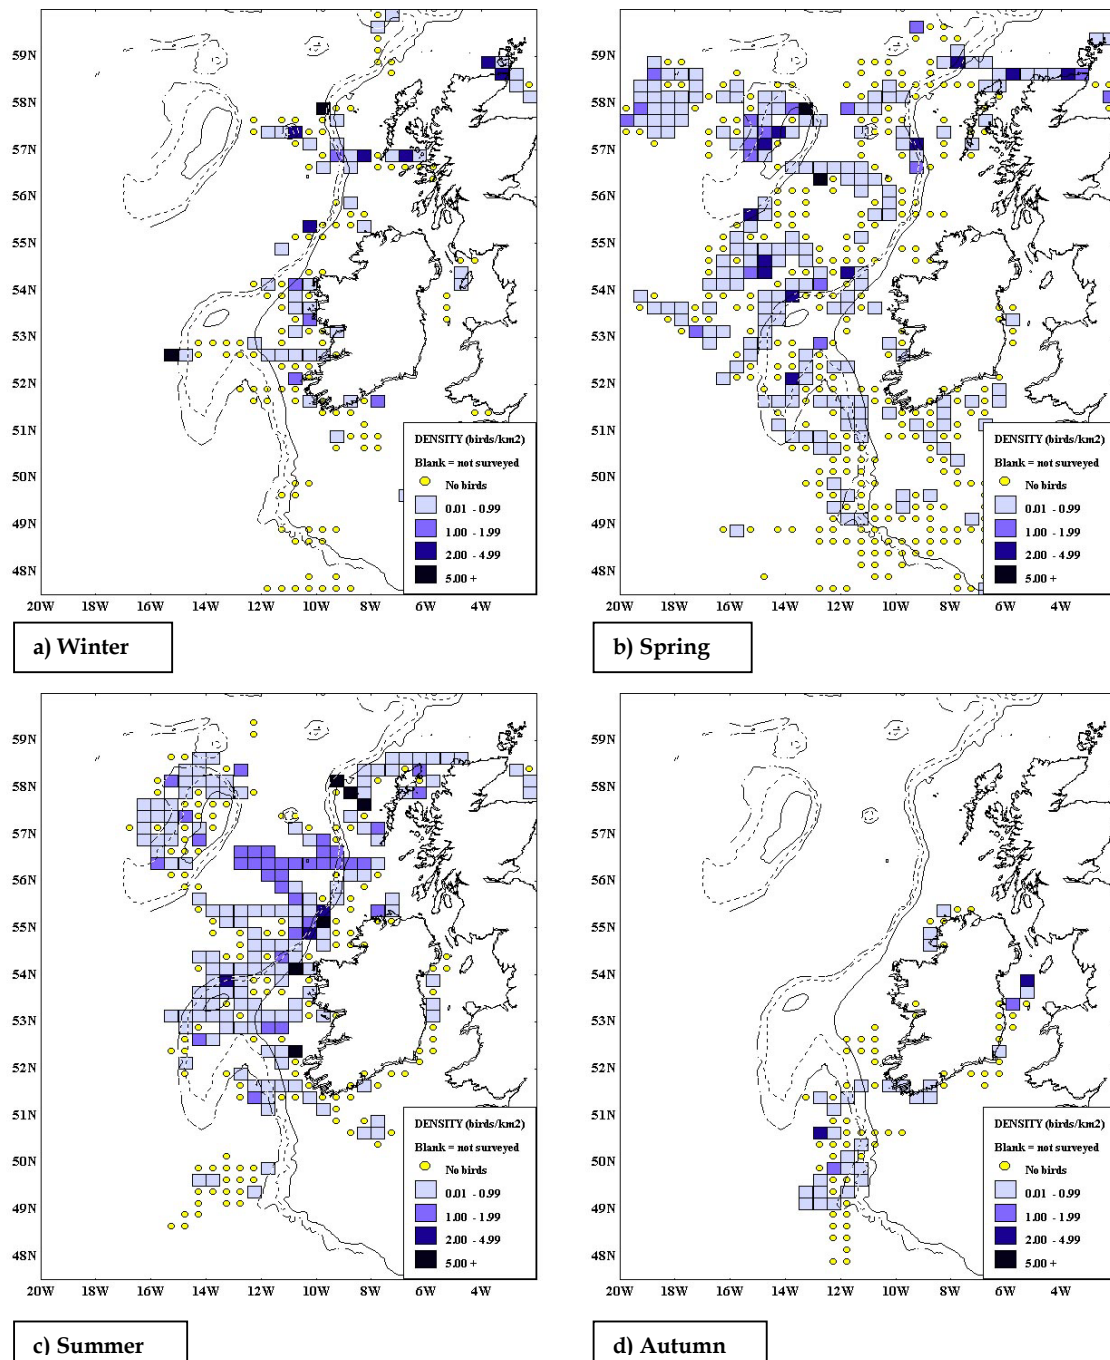 59N
58N
57N
56N
55N
54N
53N
52N
51N
50N
49N
48N
20W 16W 14W 12W 10W 8W 6W 4W
DENSITY (birds/km2)
Blank = not surveyed
No birds
0.01 - 0.99
1.00 - 1.99
2.00 - 4.99
5.00 +
a) Winter
59N
58N
57N
56N
55N
54N
53N
52N
51N
50N
49N
48N
20W 16W 14W 12W 10W 8W 6W 4W
DENSITY (birds/km2)
Blank = not surveyed
No birds
0.01 - 0.99
1.00 - 1.99
2.00 - 4.99
5.00 +
b) Spring
59N
58N
57N
56N
55N
54N
53N
52N
51N
50N
49N
48N
20W 16W 14W 12W 10W 8W 6W 4W
DENSITY (birds/km2)
Blank = not surveyed
No birds
0.01 - 0.99
1.00 - 1.99
2.00 - 4.99
5.00 +
c) Summer
59N
58N
57N
56N
55N
54N
53N
52N
51N
50N
49N
48N
20W 16W 14W 12W 10W 8W 6W 4W
DENSITY (birds/km2)
Blank = not surveyed
No birds
0.01 - 0.99
1.00 - 1.99
2.00 - 4.99
5.00 +
d) Autumn